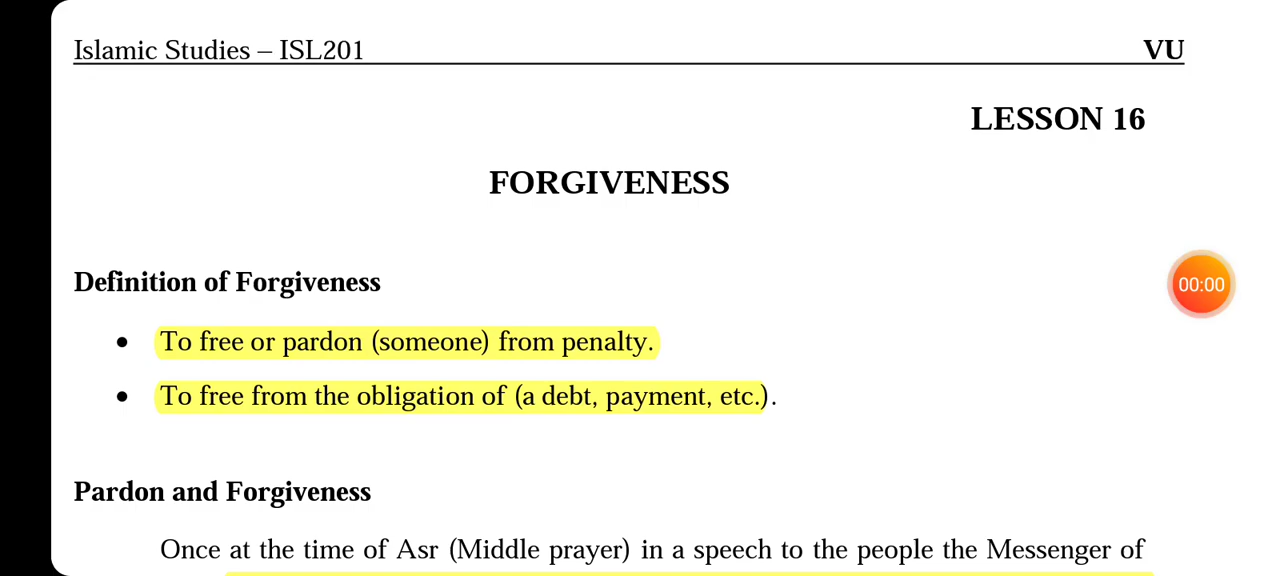 Islamic Studies – ISL201 VU
LESSON 16
FORGIVENESS
Definition of Forgiveness
• To free or pardon (someone) from penalty.
00:00
• To free from the obligation of (a debt, payment, etc.).
Pardon and Forgiveness
Once at the time of Asr (Middle prayer) in a speech to the people the Messenger of